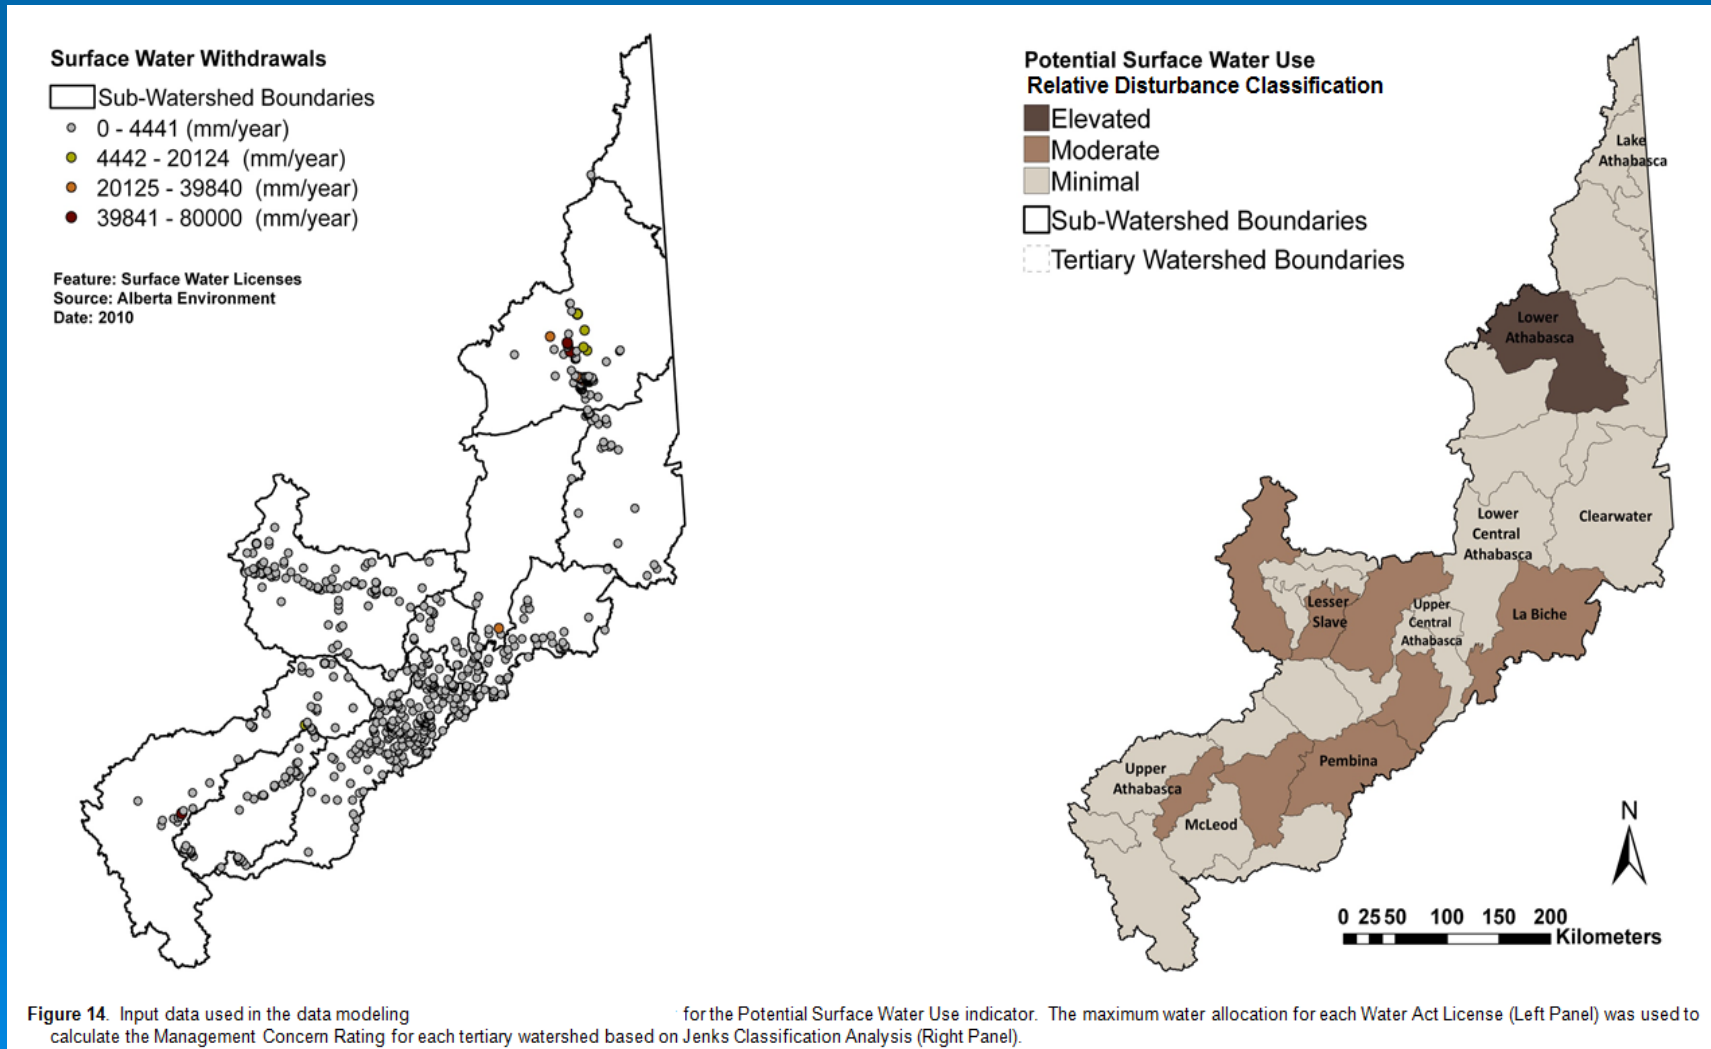 Surface Water Withdrawals
Sub-Watershed Boundaries
0 - 4441 (mm/year)
4442 - 20124 (mm/year)
20125 - 39840 (mm/year)
39841 - 80000 (mm/year)
Feature: Surface Water Licenses
Source: Alberta Environment
Date: 2010
Potential Surface Water Use
Relative Disturbance Classification
Elevated
Moderate
Minimal
Sub-Watershed Boundaries
Tertiary Watershed Boundaries
Lake
Athabasca
Lower
Athabasca
Lower
Central
Athabasca
Clearwater
Lesser
Slave
Upper
Central
Athabasca
La Biche
Pembina
Upper
Athabasca
McLeod
N
0 25 50 100 150 200
Kilometers
Figure 14. Input data used in the data modeling for the Potential Surface Water Use indicator. The maximum water allocation for each Water Act License (Left Panel) was used to
calculate the Management Concern Rating for each tertiary watershed based on Jenks Classification Analysis (Right Panel).